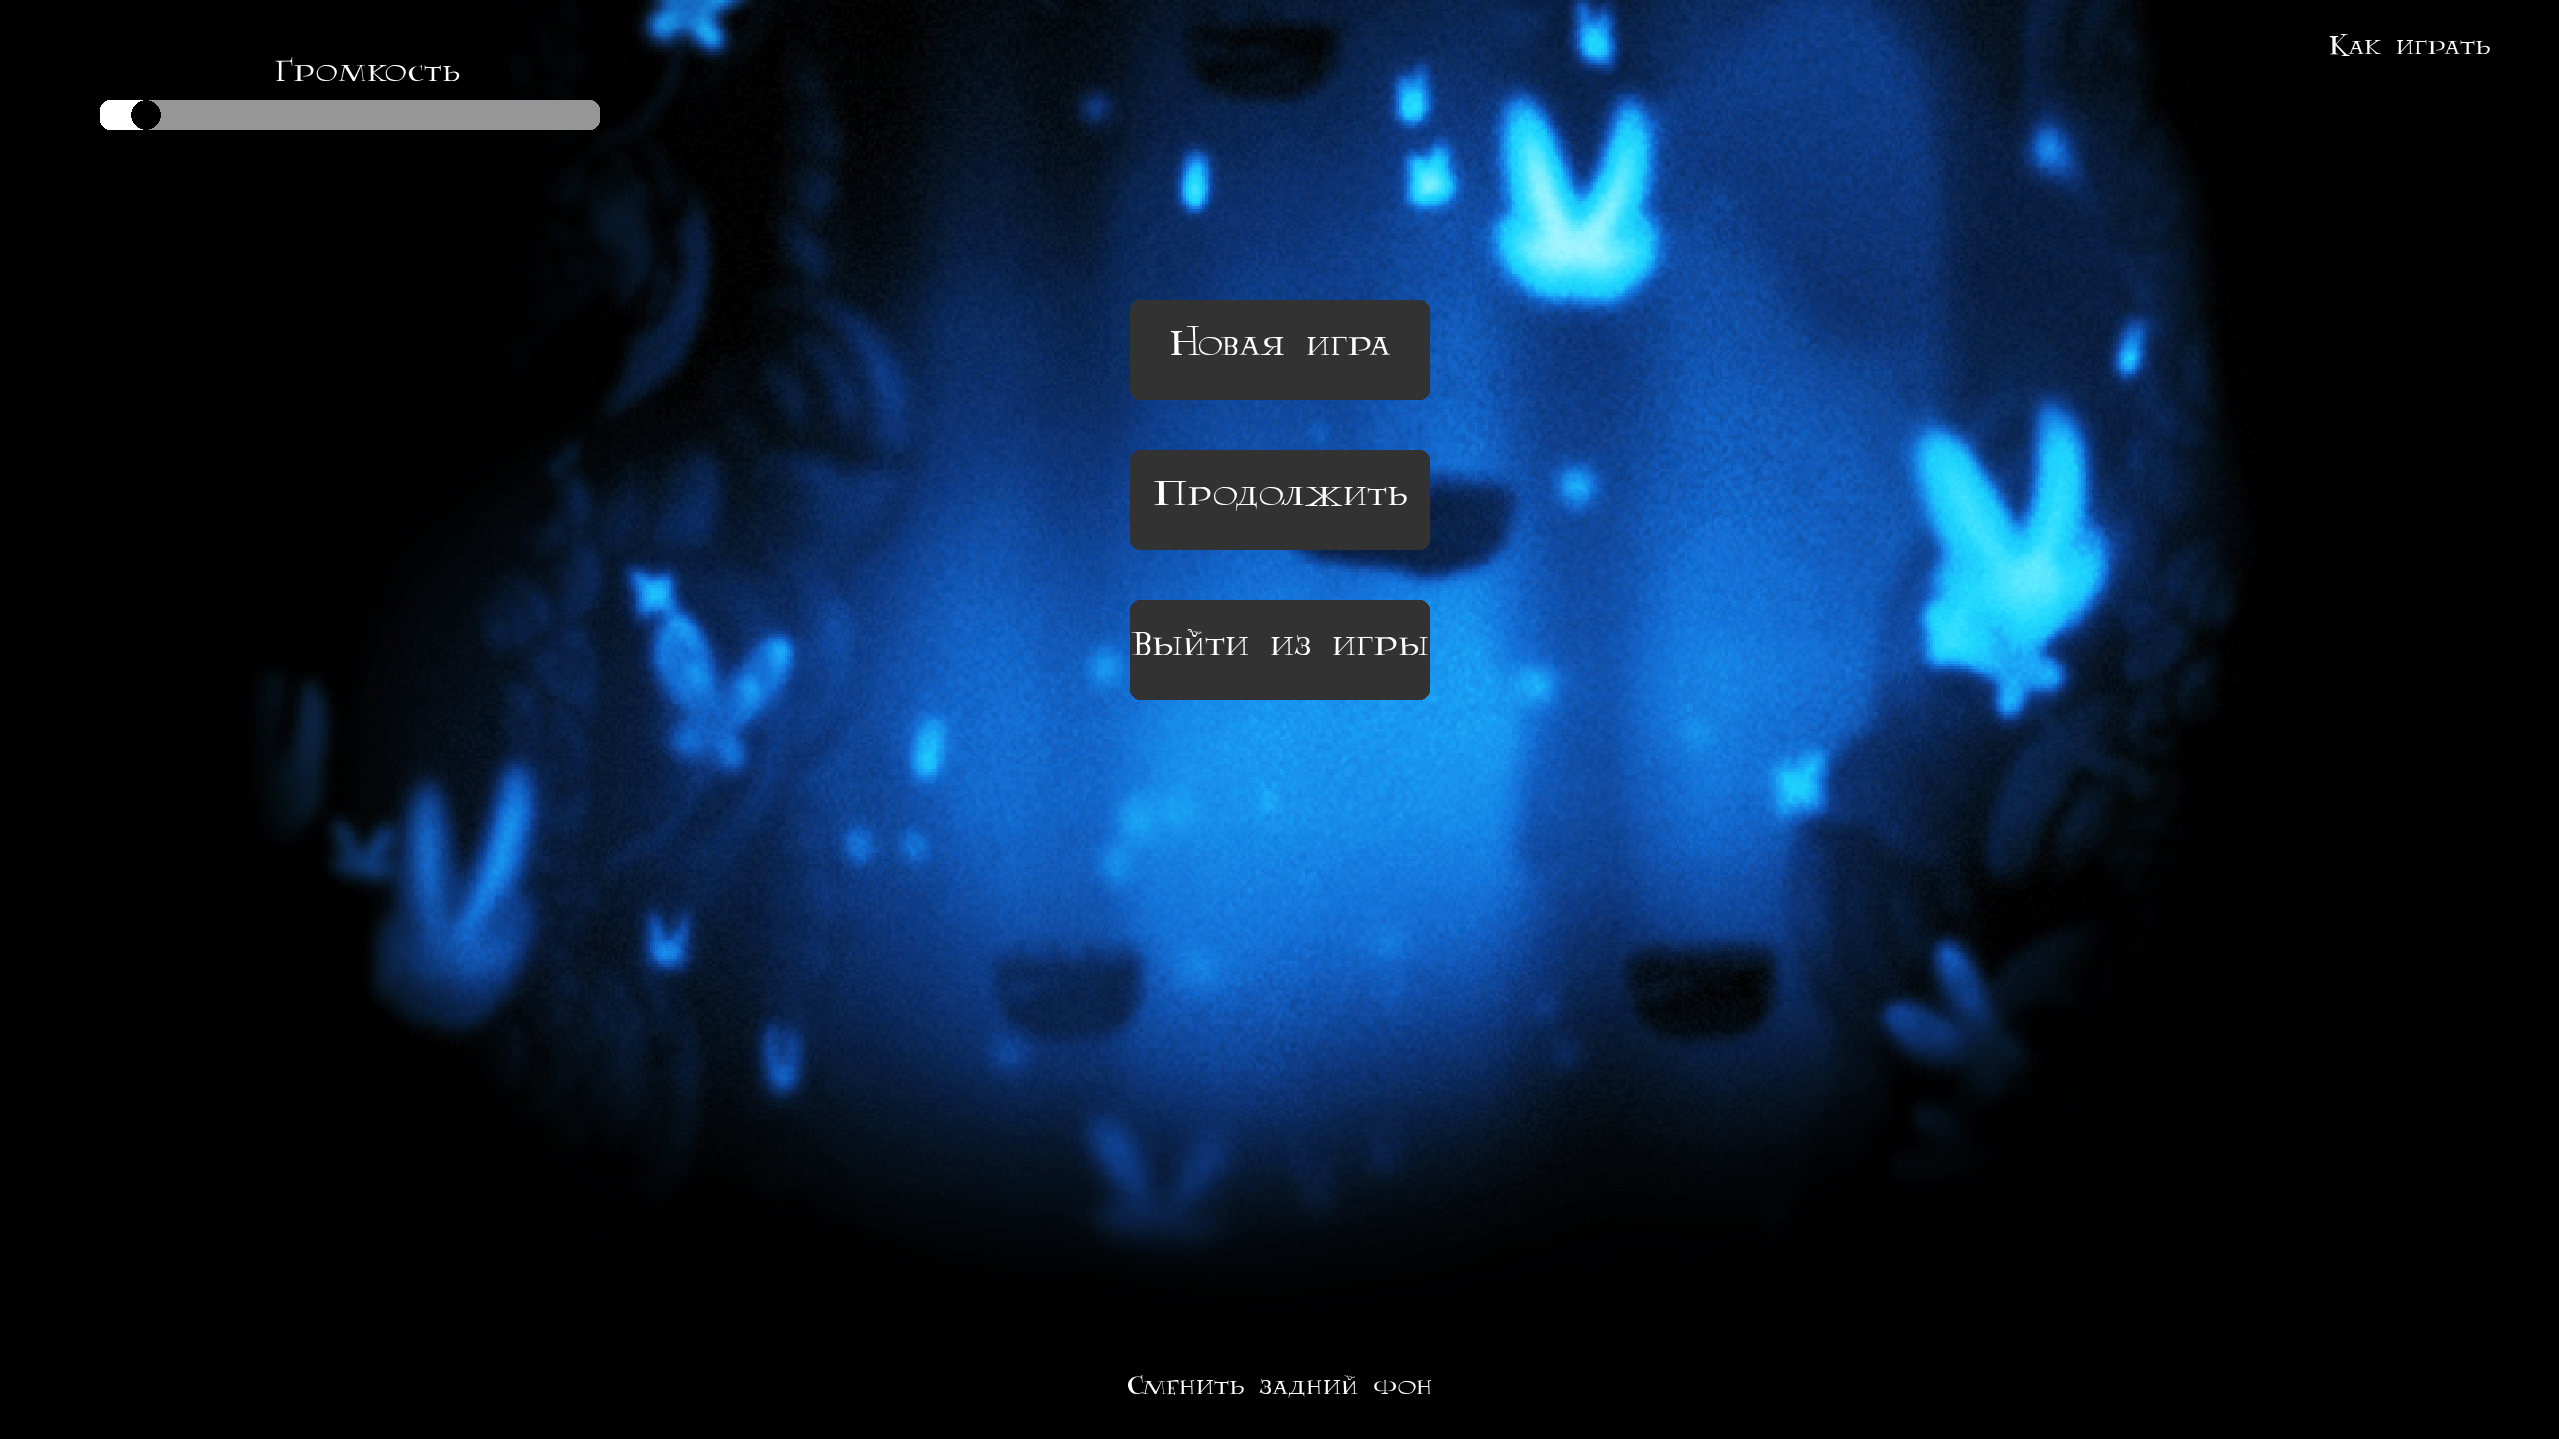 Громкость
Как играть
Новая игра
Продолжить
Выйти из игры
Сменить задний фон